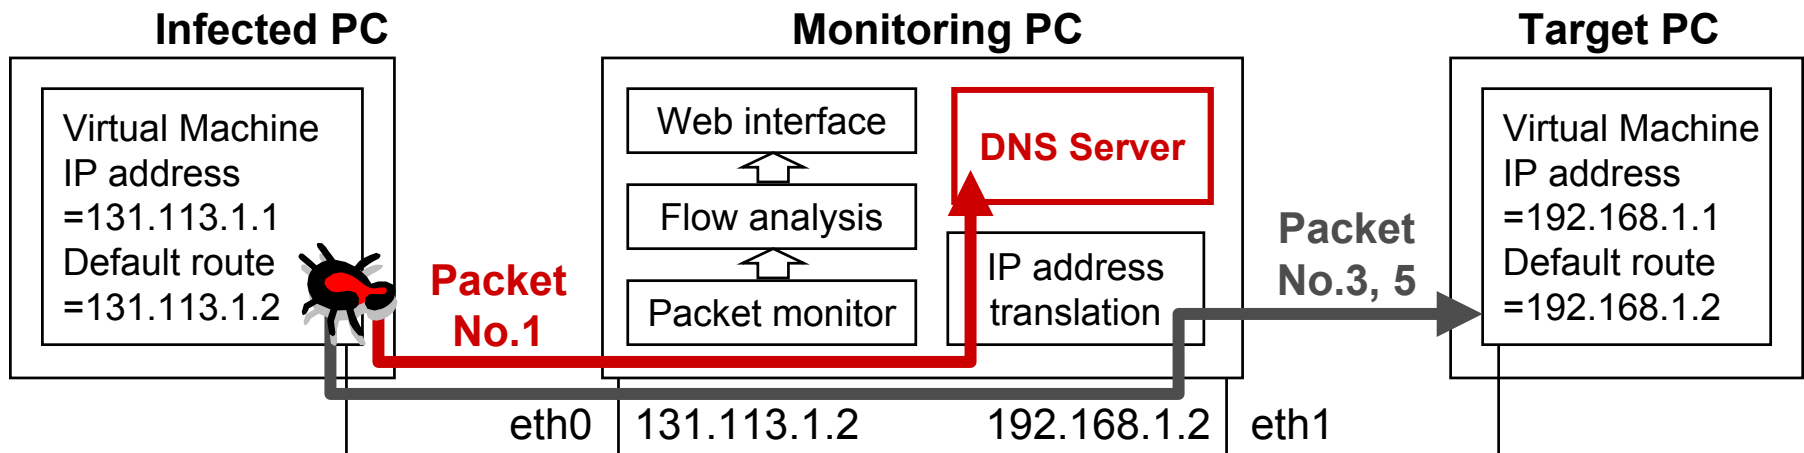 Infected PC
Monitoring PC
Target PC
Virtual Machine
IP address
=131.113.1.1
Default route
=131.113.1.2
Packet
No.1
Web interface
Flow analysis
Packet monitor
DNS Server
IP address
translation
Packet
No.3, 5
Virtual Machine
IP address
=192.168.1.1
Default route
=192.168.1.2
eth0
131.113.1.2
192.168.1.2
eth1